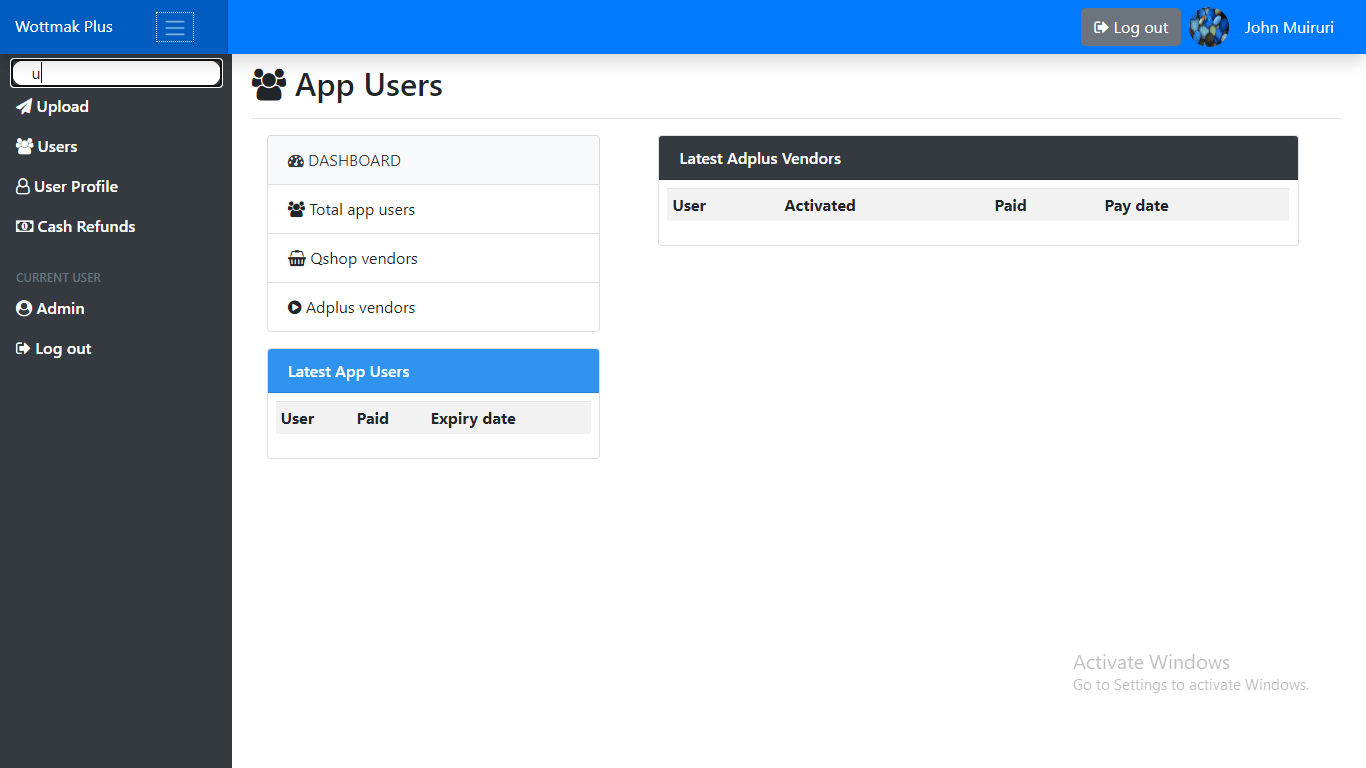 Wottmak Plus
Log out
John Muiruri
u
Upload
Users
User Profile
Cash Refunds
CURRENT USER
Admin
Log out
App Users
DASHBOARD
Total app users
Qshop vendors
Adplus vendors
Latest App Users
User Paid Expiry date
Latest Adplus Vendors
User Activated Paid Pay date
Activate Windows
Go to Settings to activate Windows.